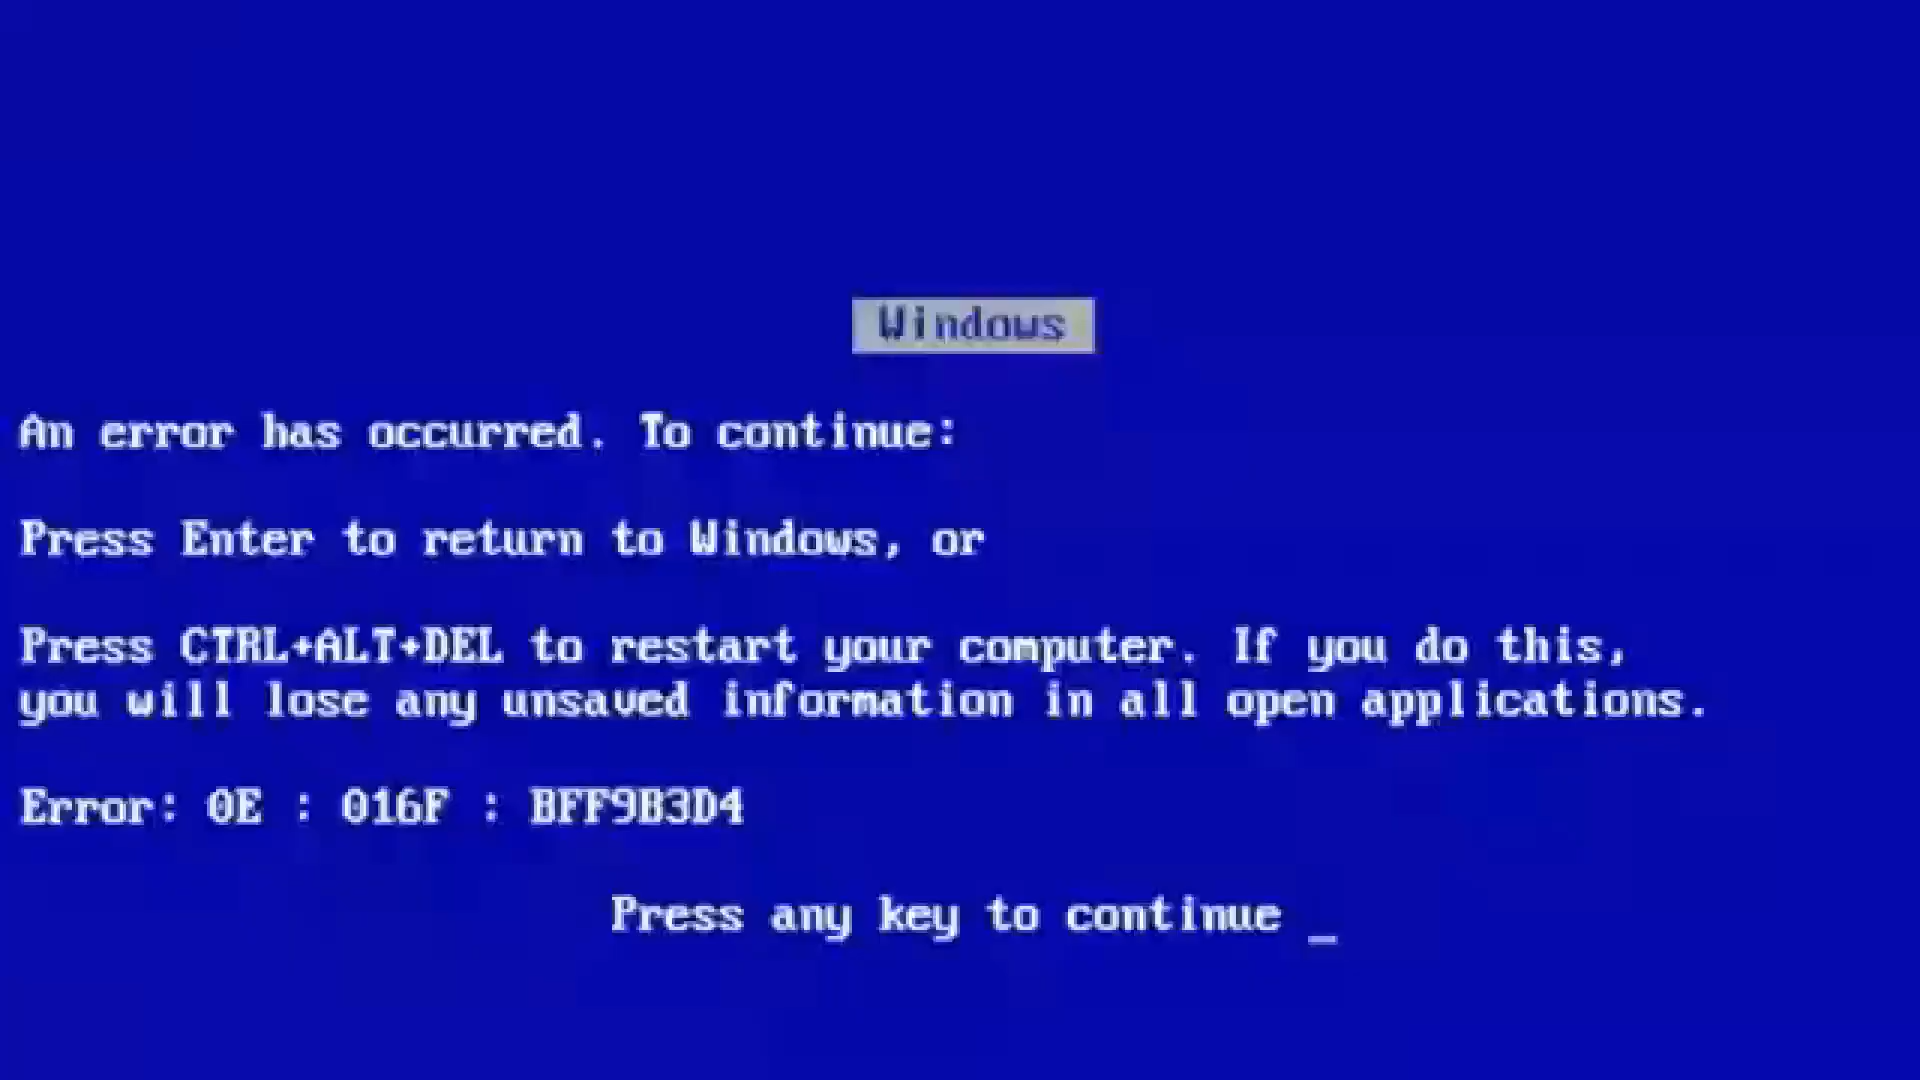 Windows
An error has occurred. To continue:
Press Enter to return to Windows, or
Press CTRL+ALT+DEL to restart your computer. If you do this,
you will lose any unsaved information in all open applications.
Error: 0E : 016F : BFF9B3D4
Press any key to continue _